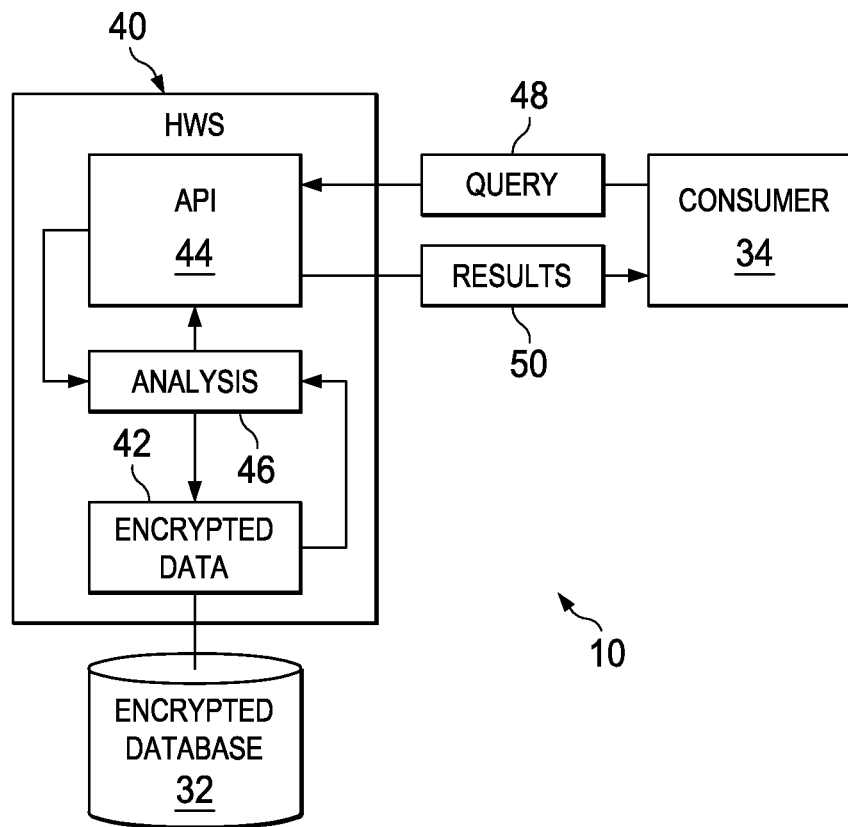 40
HWS
48
API
44
QUERY
CONSUMER
34
RESULTS
50
ANALYSIS
42
46
ENCRYPTED
DATA
10
ENCRYPTED
DATABASE
32